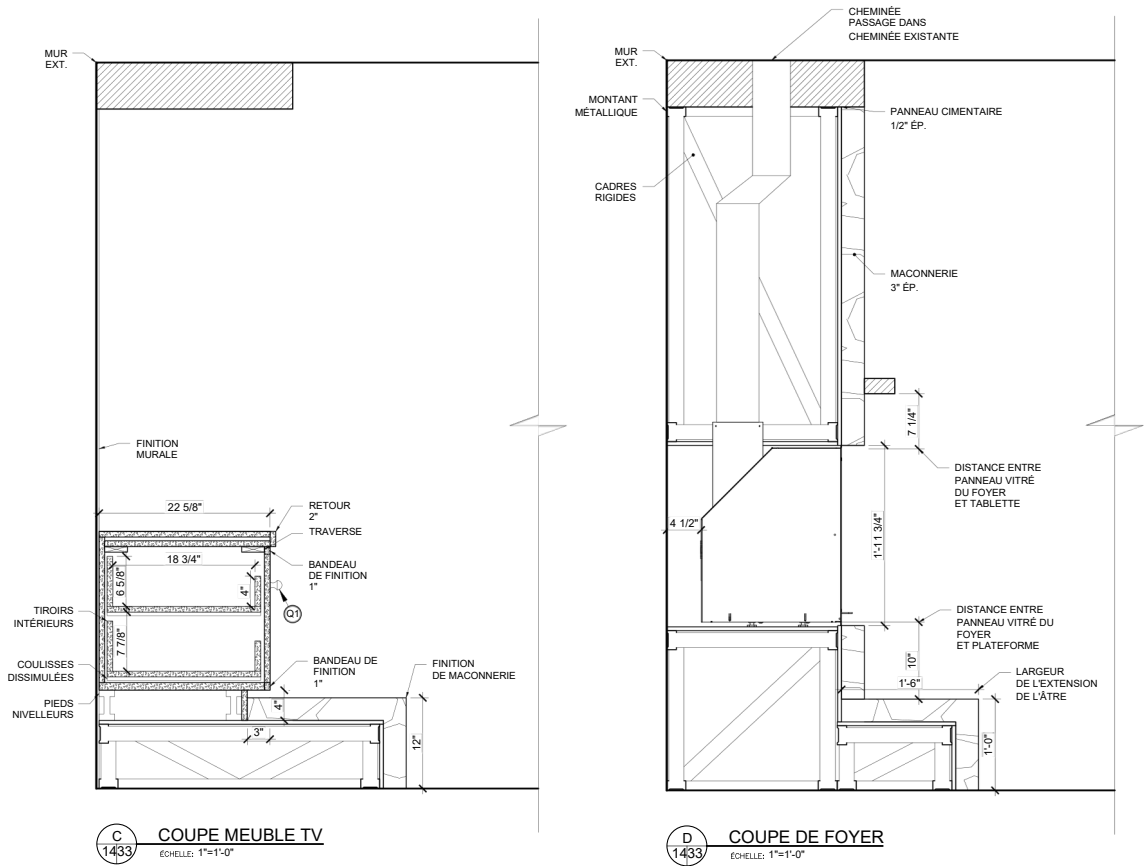 MUR
EXT.
FINITION
MURALE
22 5/8"
RETOUR
2"
TRAVERSE
18 3/4"
BANDEAU
DE FINITION
1"
6 5/8"
4"
Q1
TIROIRS
INTÉRIEURS
7 7/8"
COULISSES
DISSIMULÉES
BANDEAU DE
FINITION
1"
FINITION
DE MACONNERIE
PIEDS
NIVELLEURS
4"
3"
12"
C
1433
COUPE MEUBLE TV
ÉCHELLE: 1"=1'-0"
CHEMINÉE
PASSAGE DANS
CHEMINÉE EXISTANTE
MUR
EXT.
MONTANT
MÉTALLIQUE
PANNEAU CIMENTAIRE
1/2" ÉP.
CADRES
RIGIDES
MACONNERIE
3" ÉP.
7 1/4"
DISTANCE ENTRE
PANNEAU VITRÉ
DU FOYER
ET TABLETTE
4 1/2"
1'-11 3/4"
DISTANCE ENTRE
PANNEAU VITRÉ DU
FOYER
ET PLATEFORME
10"
1'-6"
LARGEUR
DE L'EXTENSION
DE L'ÂTRE
1'-0"
D
1433
COUPE DE FOYER
ÉCHELLE: 1"=1'-0"